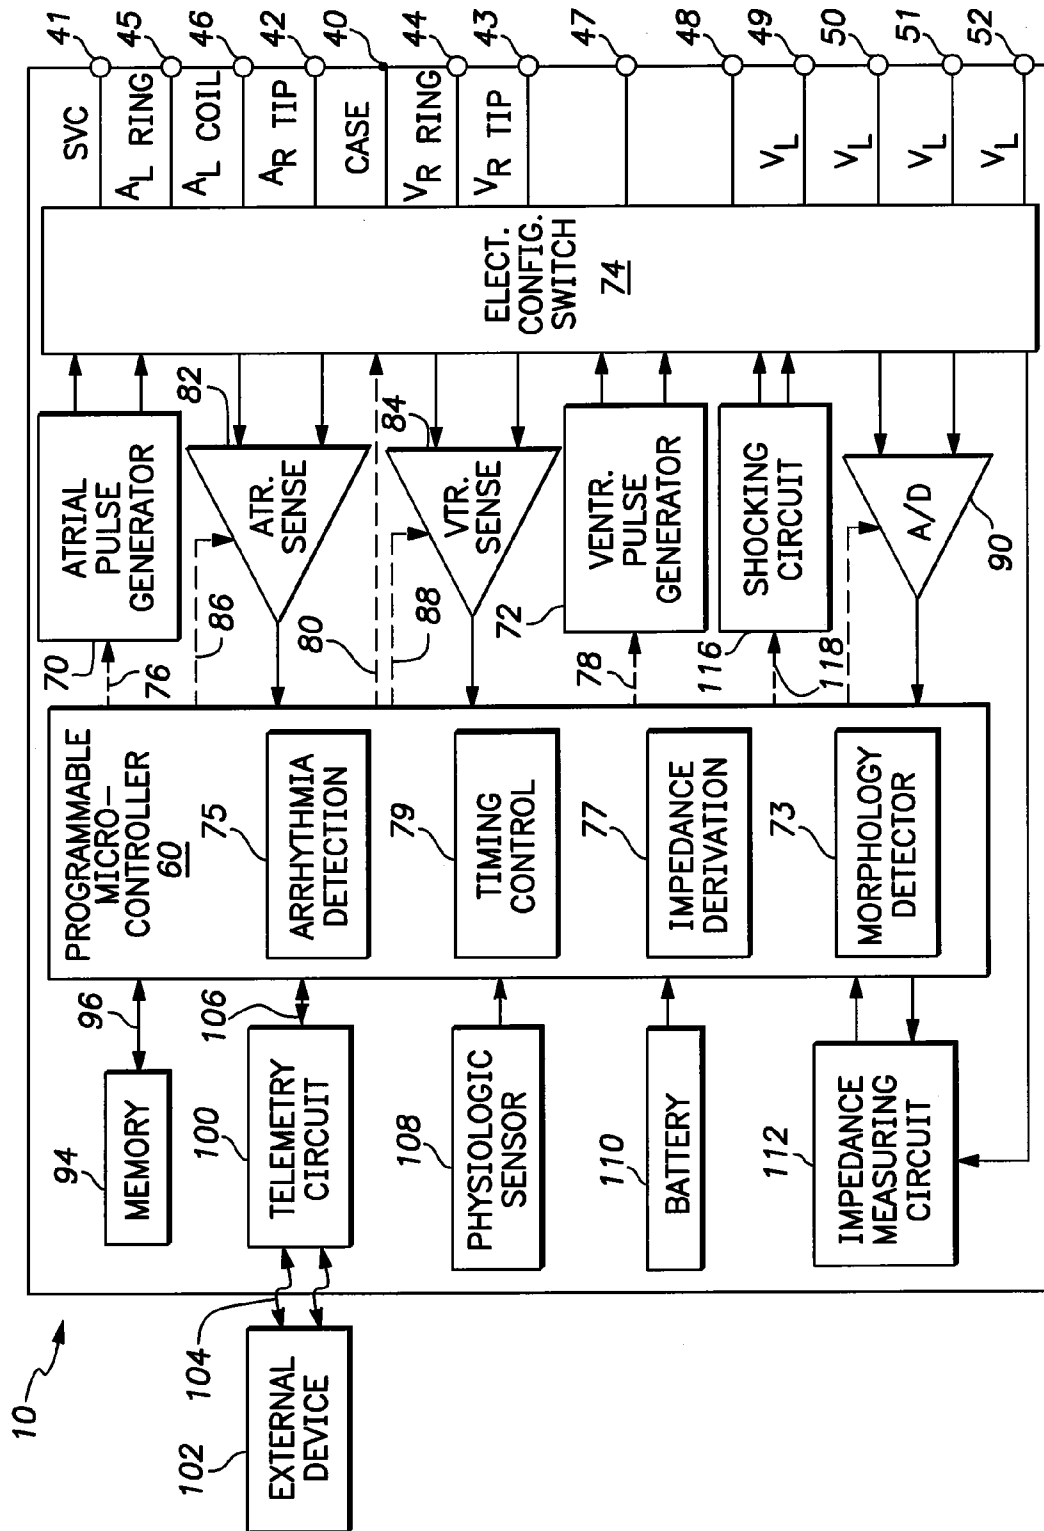 10
102
EXTERNAL
DEVICE
104
94
MEMORY
96
100
TELEMETRY
CIRCUIT
106
108
PHYSIOLOGIC
SENSOR
110
BATTERY
112
IMPEDANCE
MEASURING
CIRCUIT
PROGRAMMABLE
MICRO-
CONTROLLER
60
75
ARRHYTHMIA
DETECTION
79
TIMING
CONTROL
77
IMPEDANCE
DERIVATION
73
MORPHOLOGY
DETECTOR
70
76
86
80
88
72
78
116
118
ATRIAL
PULSE
GENERATOR
82
ATR.
SENSE
84
VTR.
SENSE
VENTR.
PULSE
GENERATOR
SHOCKING
CIRCUIT
A/D
90
ELECT.
CONFIG.
SWITCH
74
SVC
41
AL RING
45
AL COIL
46
AR TIP
42
CASE
40
VR RING
44
VR TIP
43
47
48
VL
49
VL
50
VL
51
VL
52